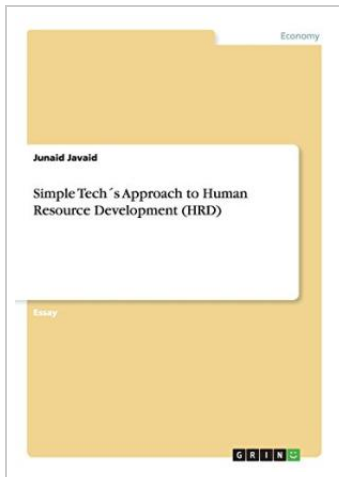 Economy
Junaid Javaid
Simple Tech´s Approach to Human
Resource Development (HRD)
Essay
GRIN